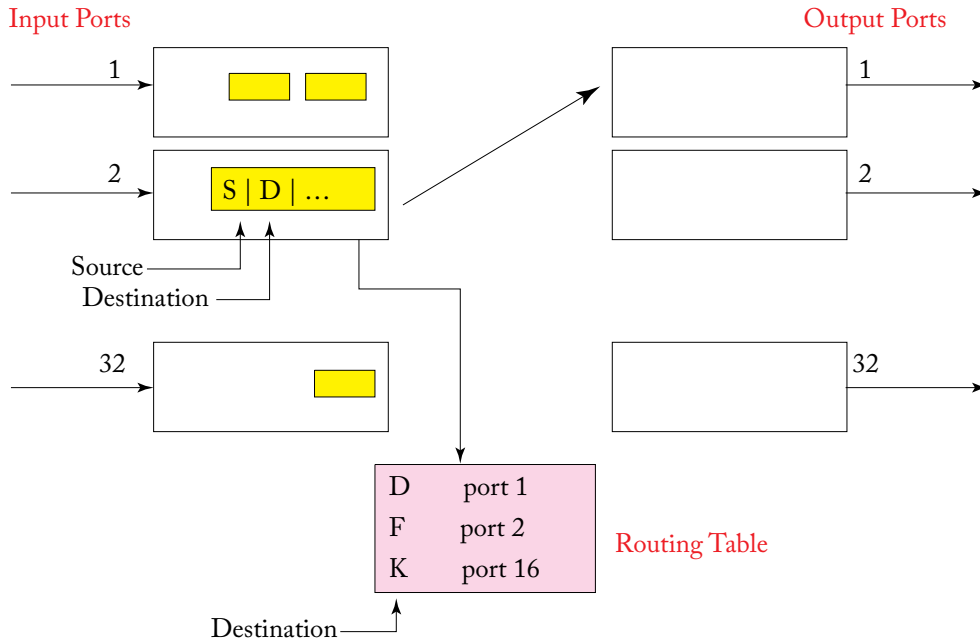 Input Ports
Output Ports
1
1
2
S | D | ...
2
Source
Destination
32
32
D port 1
F port 2
K port 16
Routing Table
Destination